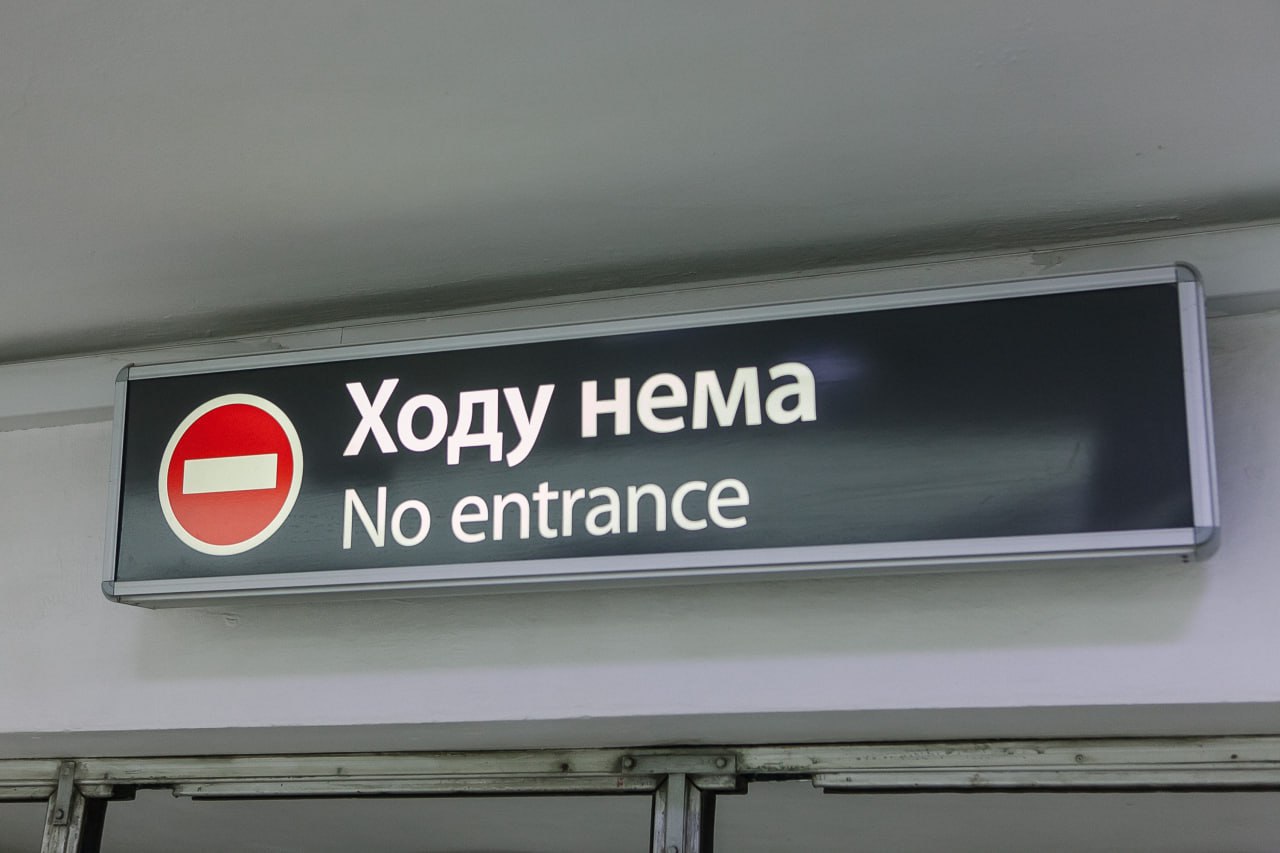 Ходу нема
No entrance